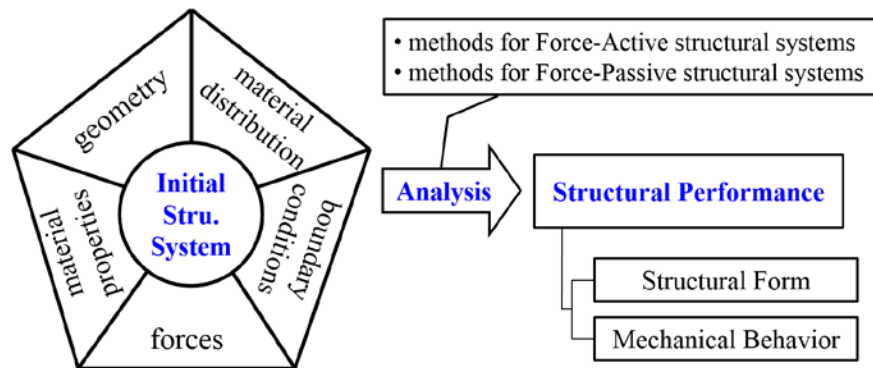 geometry
material
distribution
boundary
conditions
forces
material
properties
Initial
Stru.
System
• methods for Force-Active structural systems
• methods for Force-Passive structural systems
Analysis
Structural Performance
Structural Form
Mechanical Behavior